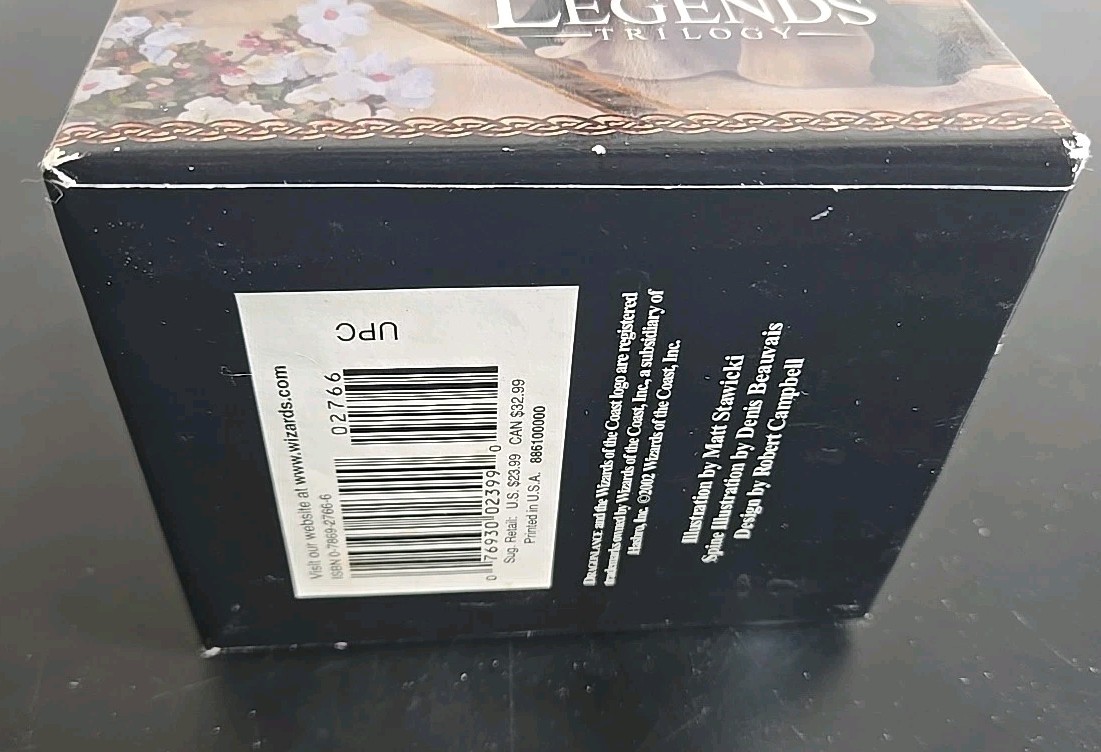 LEGENDS
TRILOGY
Visit our website at www.wizards.com
ISBN 0-7869-2766-6
02766
UPC
0 76930 02399 0
Sug. Retail: U.S. $23.99 CAN $32.99
Printed in U.S.A. 886100000
DRAGONLANCE and the Wizards of the Coast logo are registered
trademarks owned by Wizards of the Coast, Inc., a subsidiary of
Hasbro, Inc. ©2002 Wizards of the Coast, Inc.
Illustration by Matt Stawicki
Spine Illustration by Denis Beauvais
Design by Robert Campbell